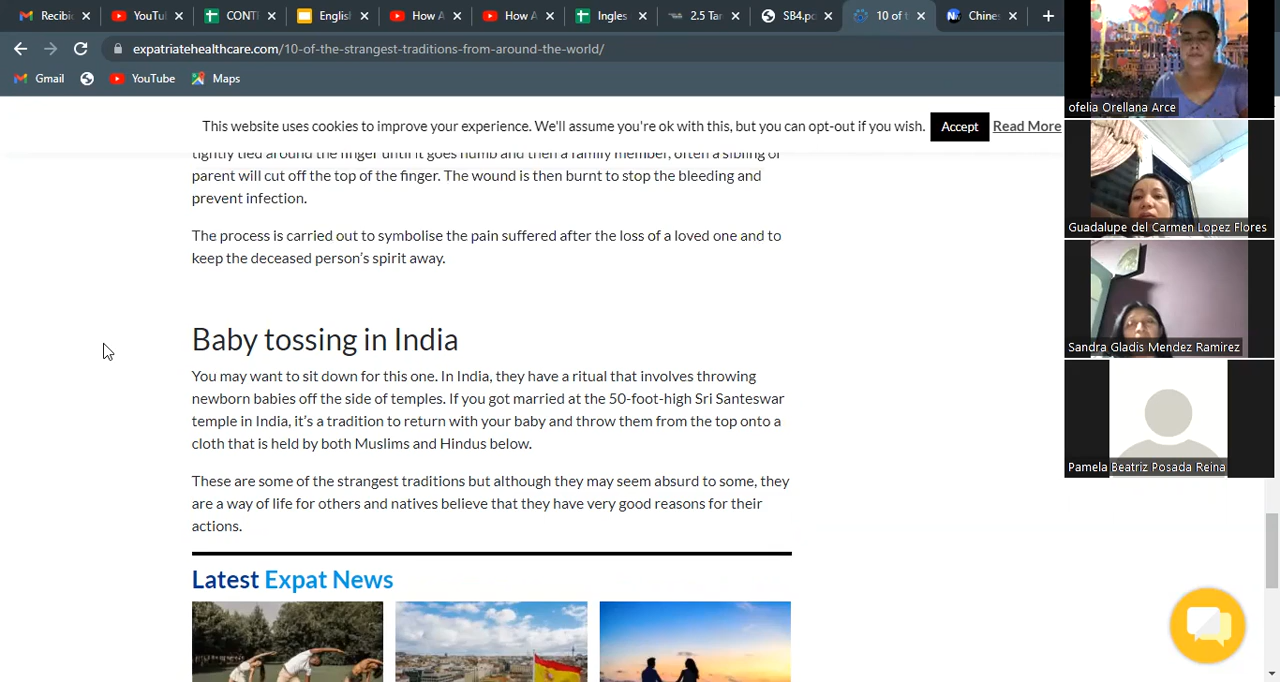 Recibio
YouTu
CONTI
Englis
How A
How A
Ingles
2.5 Tar
SB4.pd
10 of t
Chines
expatriatehealthcare.com/10-of-the-strangest-traditions-from-around-the-world/
Gmail
YouTube
Maps
This website uses cookies to improve your experience. We'll assume you're ok with this, but you can opt-out if you wish. Accept Read More
tightly tied around the finger until it goes numb and then a family member, often a sibling or
parent will cut off the top of the finger. The wound is then burnt to stop the bleeding and
prevent infection.
The process is carried out to symbolise the pain suffered after the loss of a loved one and to
keep the deceased person's spirit away.
Baby tossing in India
You may want to sit down for this one. In India, they have a ritual that involves throwing
newborn babies off the side of temples. If you got married at the 50-foot-high Sri Santeswar
temple in India, it's a tradition to return with your baby and throw them from the top onto a
cloth that is held by both Muslims and Hindus below.
These are some of the strangest traditions but although they may seem absurd to some, they
are a way of life for others and natives believe that they have very good reasons for their
actions.
Latest Expat News
ofelia Orellana Arce
Guadalupe del Carmen Lopez Flores
Sandra Gladis Mendez Ramirez
Pamela Beatriz Posada Reina